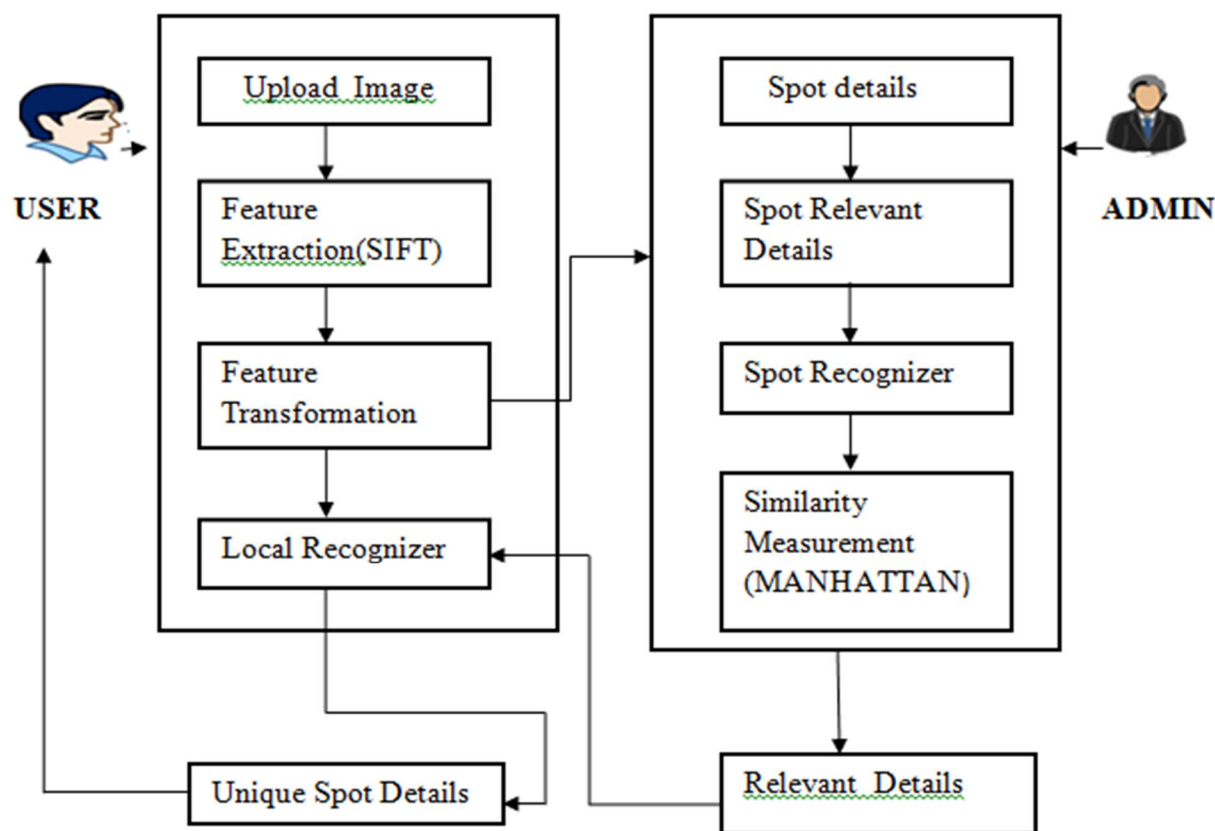 Upload Image
Spot details
USER
Feature
Extraction(SIFT)
Spot Relevant
Details
ADMIN
Feature
Transformation
Spot Recognizer
Local Recognizer
Similarity
Measurement
(MANHATTAN)
Unique Spot Details
Relevant Details